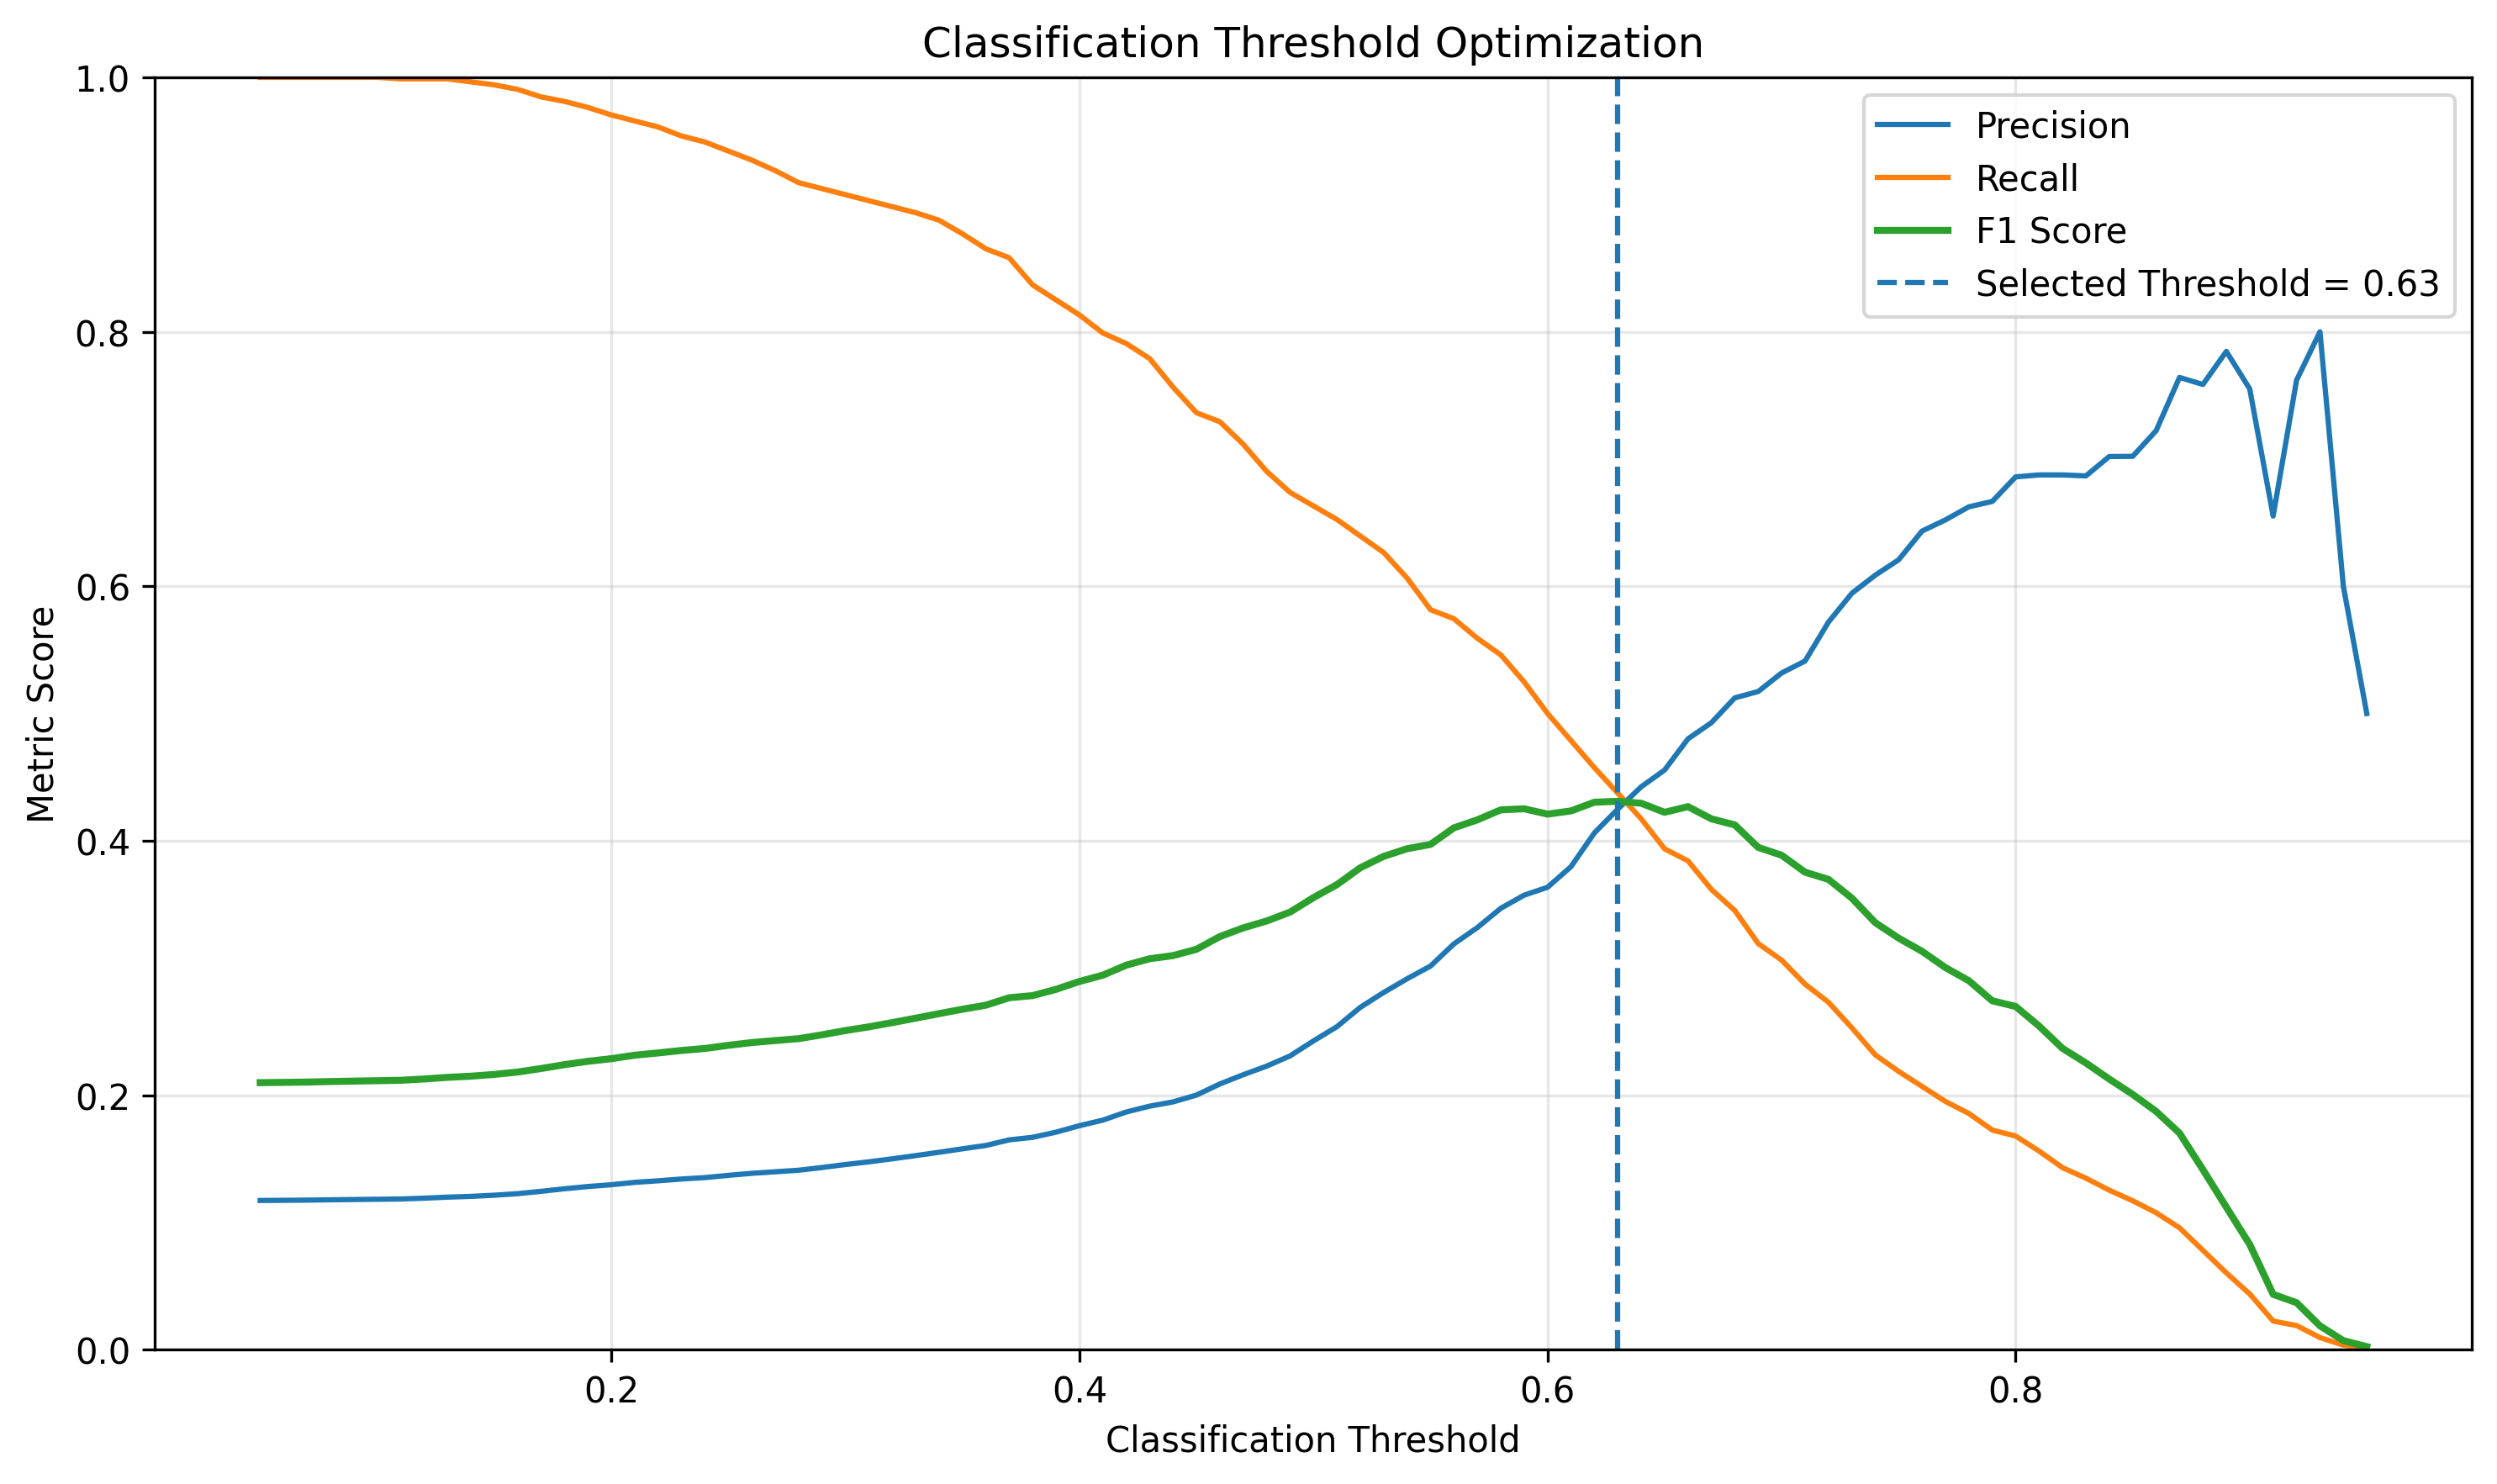 Classification Threshold Optimization
1.0
0.8
0.6
0.4
0.2
0.0
Metric Score
Precision
Recall
F1 Score
Selected Threshold = 0.63
0.2 0.4 0.6 0.8
Classification Threshold